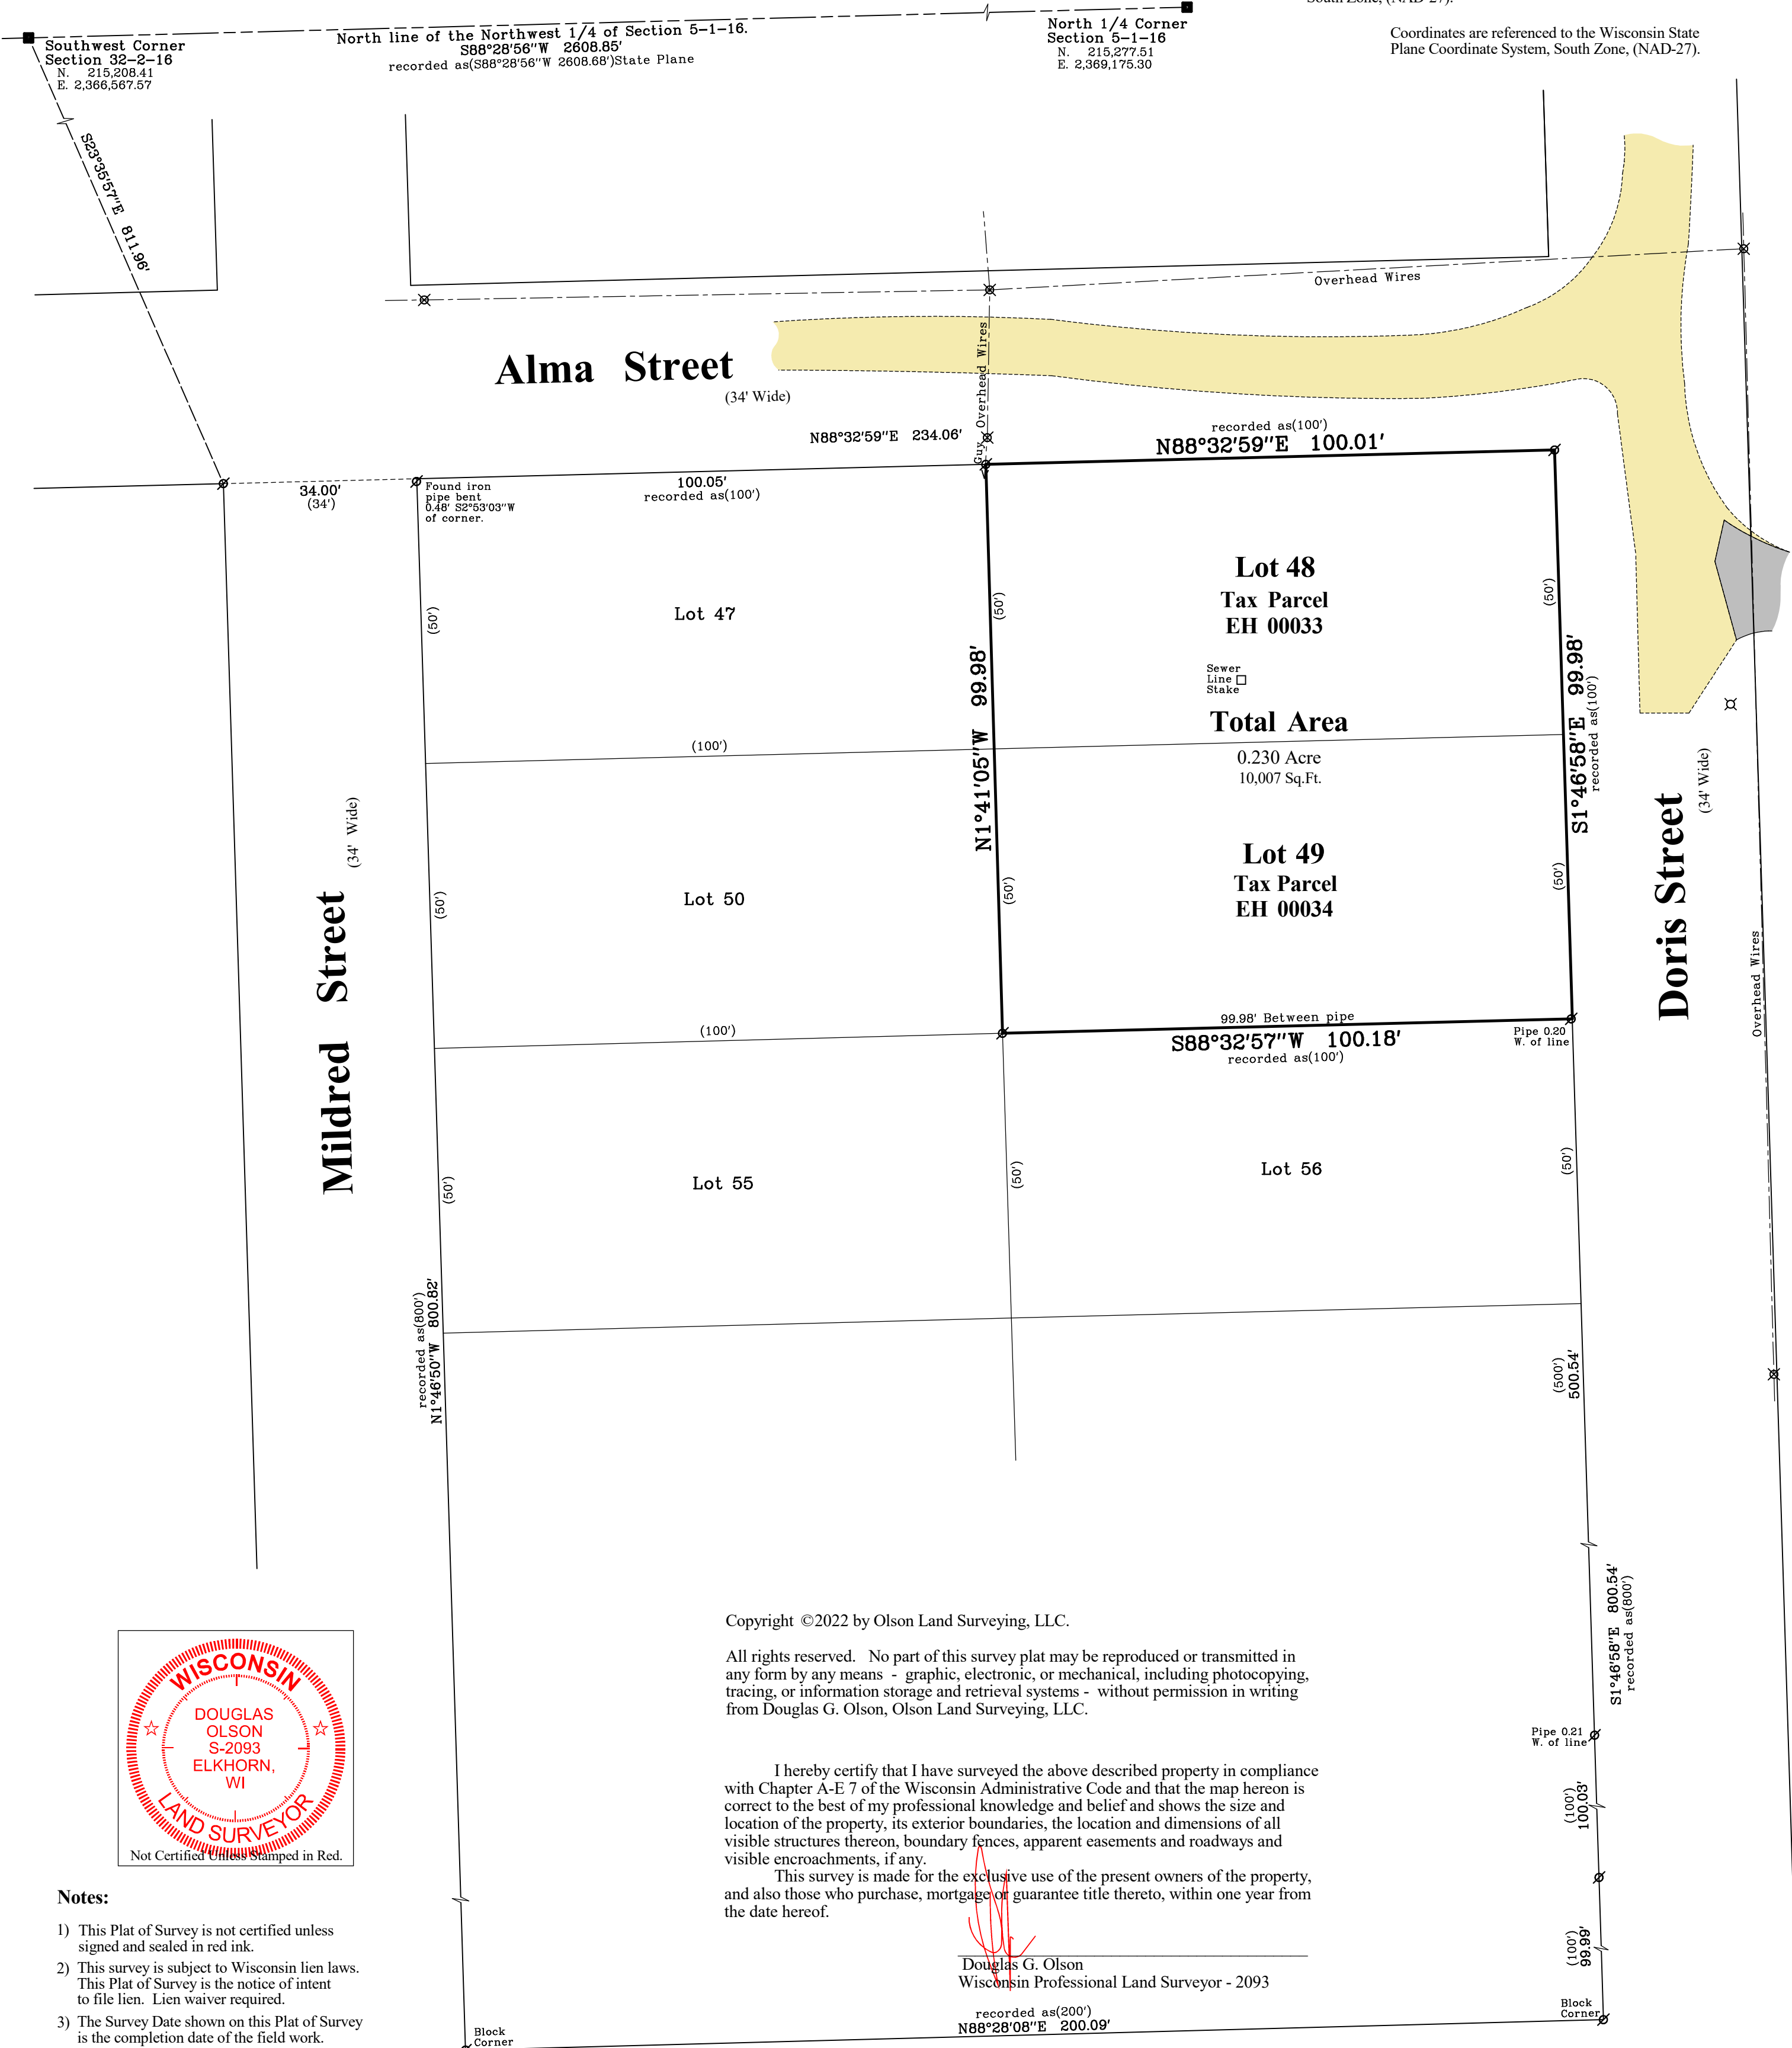 South Zone, (NAD-27).
Coordinates are referenced to the Wisconsin State
Plane Coordinate System, South Zone, (NAD-27).
Southwest Corner
Section 32-2-16
N. 215,208.41
E. 2,366,567.57
North line of the Northwest 1/4 of Section 5-1-16.
S88°28'56"W 2608.85'
recorded as(S88°28'56"W 2608.68')State Plane
North 1/4 Corner
Section 5-1-16
N. 215,277.51
E. 2,369,175.30
S23°35'57"E 811.96'
Overhead Wires
Alma Street
(34' Wide)
Guy Overhead Wires
N88°32'59"E 234.06'
recorded as(100')
N88°32'59"E 100.01'
34.00'
(34')
Found iron
pipe bent
0.48' S2°53'03"W
of corner.
100.05'
recorded as(100')
Lot 47
(50')
(50')
(50')
Lot 48
Tax Parcel
EH 00033
Sewer
Line
Stake
Total Area
0.230 Acre
10,007 Sq.Ft.
N1°41'05"W 99.98'
S1°46'58"E 99.98'
recorded as(100')
(100')
Lot 49
Tax Parcel
EH 00034
Lot 50
(50')
(50')
(50')
Mildred Street
(34' Wide)
Doris Street
(34' Wide)
Overhead Wires
(100')
99.98' Between pipe
S88°32'57"W 100.18'
recorded as(100')
Pipe 0.20
W. of line
Lot 55
Lot 56
(50')
(50')
(50')
recorded as(800')
N1°46'50"W 800.82'
(500')
500.54'
S1°46'58"E 800.54'
recorded as(800')
Copyright ©2022 by Olson Land Surveying, LLC.
All rights reserved. No part of this survey plat may be reproduced or transmitted in
any form by any means - graphic, electronic, or mechanical, including photocopying,
tracing, or information storage and retrieval systems - without permission in writing
from Douglas G. Olson, Olson Land Surveying, LLC.
I hereby certify that I have surveyed the above described property in compliance
with Chapter A-E 7 of the Wisconsin Administrative Code and that the map hereon is
correct to the best of my professional knowledge and belief and shows the size and
location of the property, its exterior boundaries, the location and dimensions of all
visible structures thereon, boundary fences, apparent easements and roadways and
visible encroachments, if any.
This survey is made for the exclusive use of the present owners of the property,
and also those who purchase, mortgage or guarantee title thereto, within one year from
the date hereof.
Douglas G. Olson
Wisconsin Professional Land Surveyor - 2093
WISCONSIN
DOUGLAS
OLSON
S-2093
ELKHORN,
WI
LAND SURVEYOR
Not Certified Unless Stamped in Red.
Notes:
1) This Plat of Survey is not certified unless
signed and sealed in red ink.
2) This survey is subject to Wisconsin lien laws.
This Plat of Survey is the notice of intent
to file lien. Lien waiver required.
3) The Survey Date shown on this Plat of Survey
is the completion date of the field work.
Pipe 0.21
W. of line
(100')
100.03'
(100')
99.99'
Block
Corner
recorded as(200')
N88°28'08"E 200.09'
Block
Corner